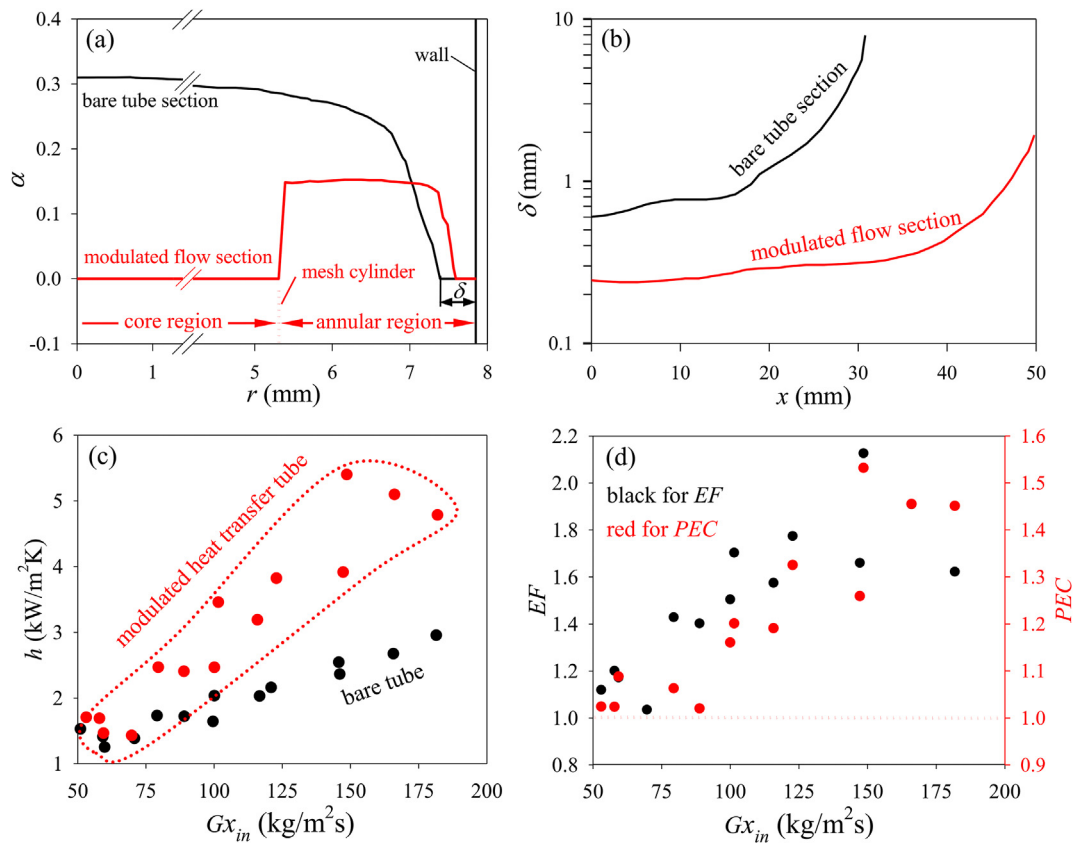 (a)
0.4
0.3
0.2
0.1
0.0
-0.1
α
wall
bare tube section
modulated flow section
mesh cylinder
δ
core region
annular region
0
1
5
6
7
8
r (mm)
(b)
10
1
0.1
δ (mm)
bare tube section
modulated flow section
0
10
20
30
40
50
x (mm)
(c)
6
5
4
3
2
1
h (kW/m²K)
modulated heat transfer tube
bare tube
50
75
100
125
150
175
200
Gx_in (kg/m²s)
(d)
2.2
2.0
1.8
1.6
1.4
1.2
1.0
0.8
EF
black for EF
red for PEC
1.6
1.5
1.4
1.3
1.2
1.1
1.0
0.9
PEC
50
75
100
125
150
175
200
Gx_in (kg/m²s)